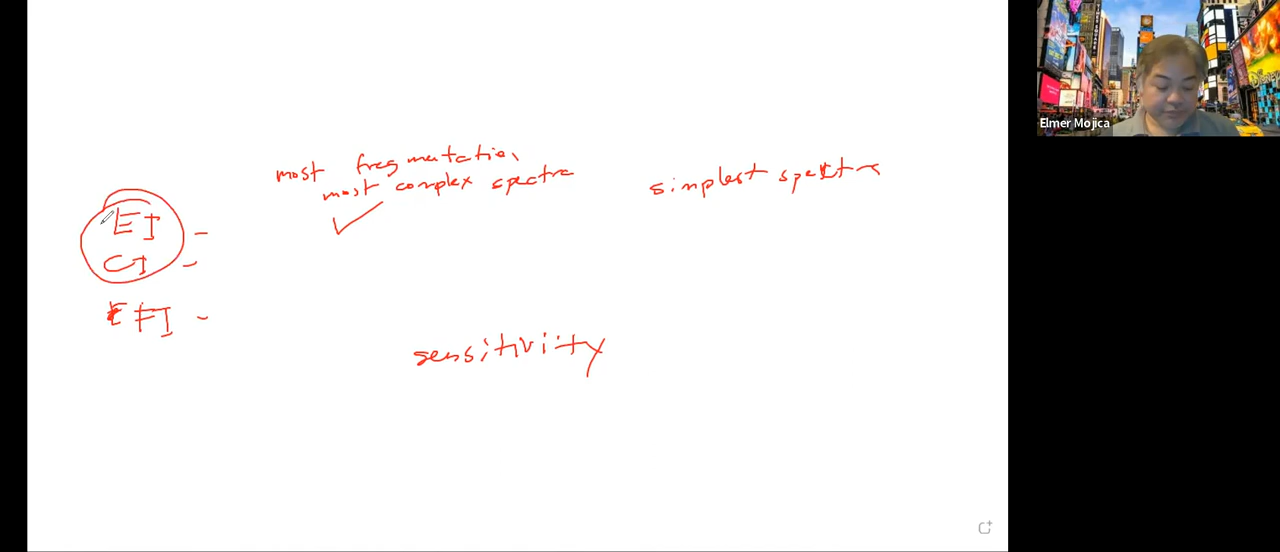 most fragmentation,
most complex spectra
simplest spectra
EI -
CI -
FI -
sensitivity
Elmer Mojica